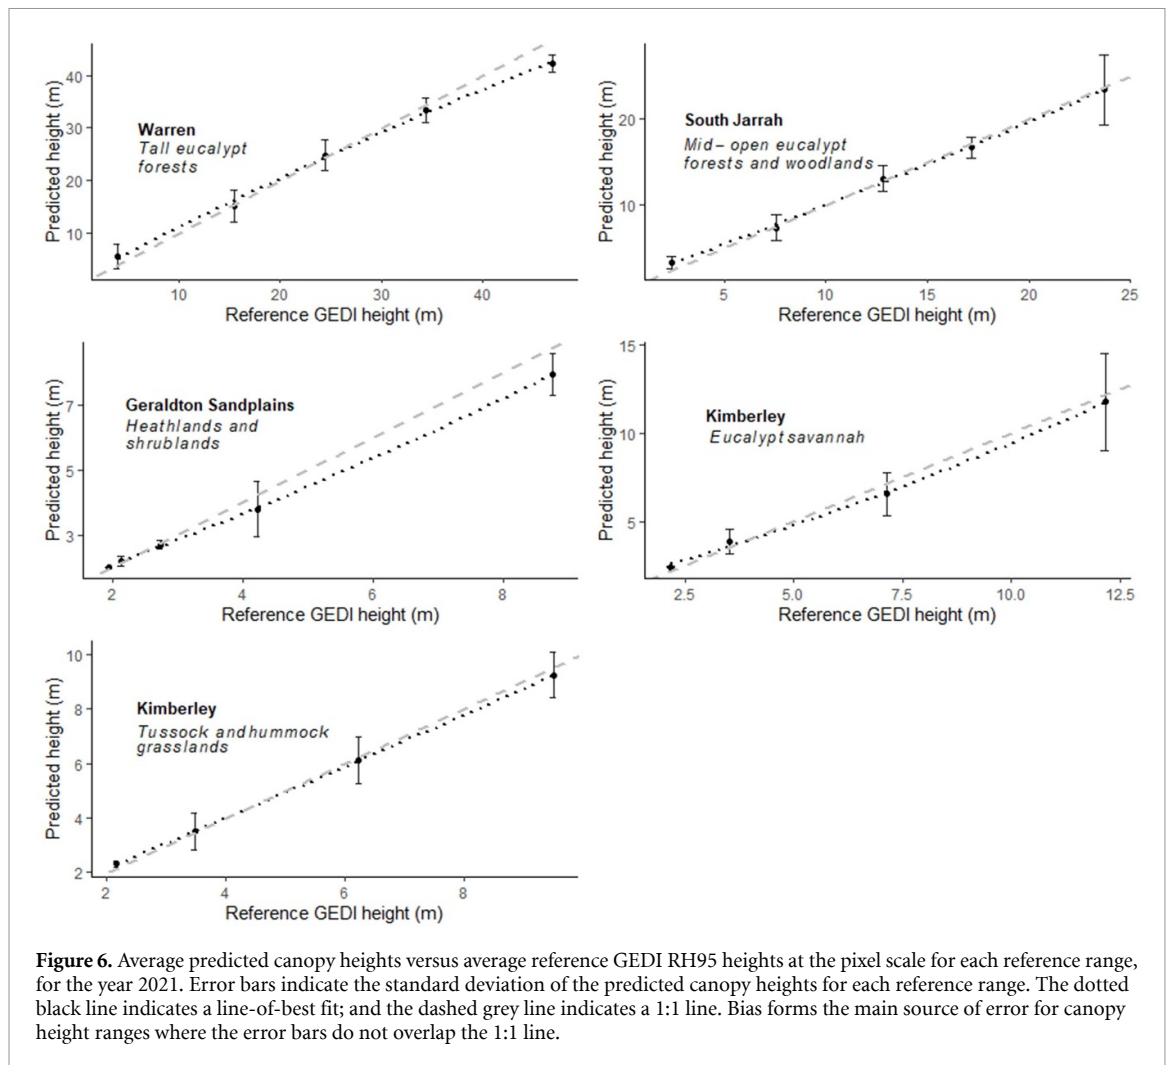 Predicted height (m)
40
30
20
10
Warren
Tall eucalypt
forests
10
20
30
40
Reference GEDI height (m)
Predicted height (m)
20
10
South Jarrah
Mid– open eucalypt
forests and woodlands
5
10
15
20
25
Reference GEDI height (m)
Predicted height (m)
7
5
3
Geraldton Sandplains
Heathlands and
shrublands
2
4
6
8
Reference GEDI height (m)
Predicted height (m)
15
10
5
Kimberley
Eucalypt savannah
2.5
5.0
7.5
10.0
12.5
Reference GEDI height (m)
Predicted height (m)
10
8
6
4
2
Kimberley
Tussock and hummock
grasslands
2
4
6
8
Reference GEDI height (m)
Figure 6. Average predicted canopy heights versus average reference GEDI RH95 heights at the pixel scale for each reference range,
for the year 2021. Error bars indicate the standard deviation of the predicted canopy heights for each reference range. The dotted
black line indicates a line-of-best fit; and the dashed grey line indicates a 1:1 line. Bias forms the main source of error for canopy
height ranges where the error bars do not overlap the 1:1 line.